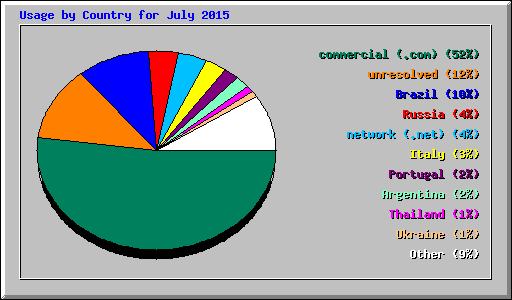 Usage by Country for July 2015
commercial (.com) (52%)
unresolved (12%)
Brazil (10%)
Russia (4%)
network (.net) (4%)
Italy (3%)
Portugal (2%)
Argentina (2%)
Thailand (1%)
Ukraine (1%)
Other (9%)